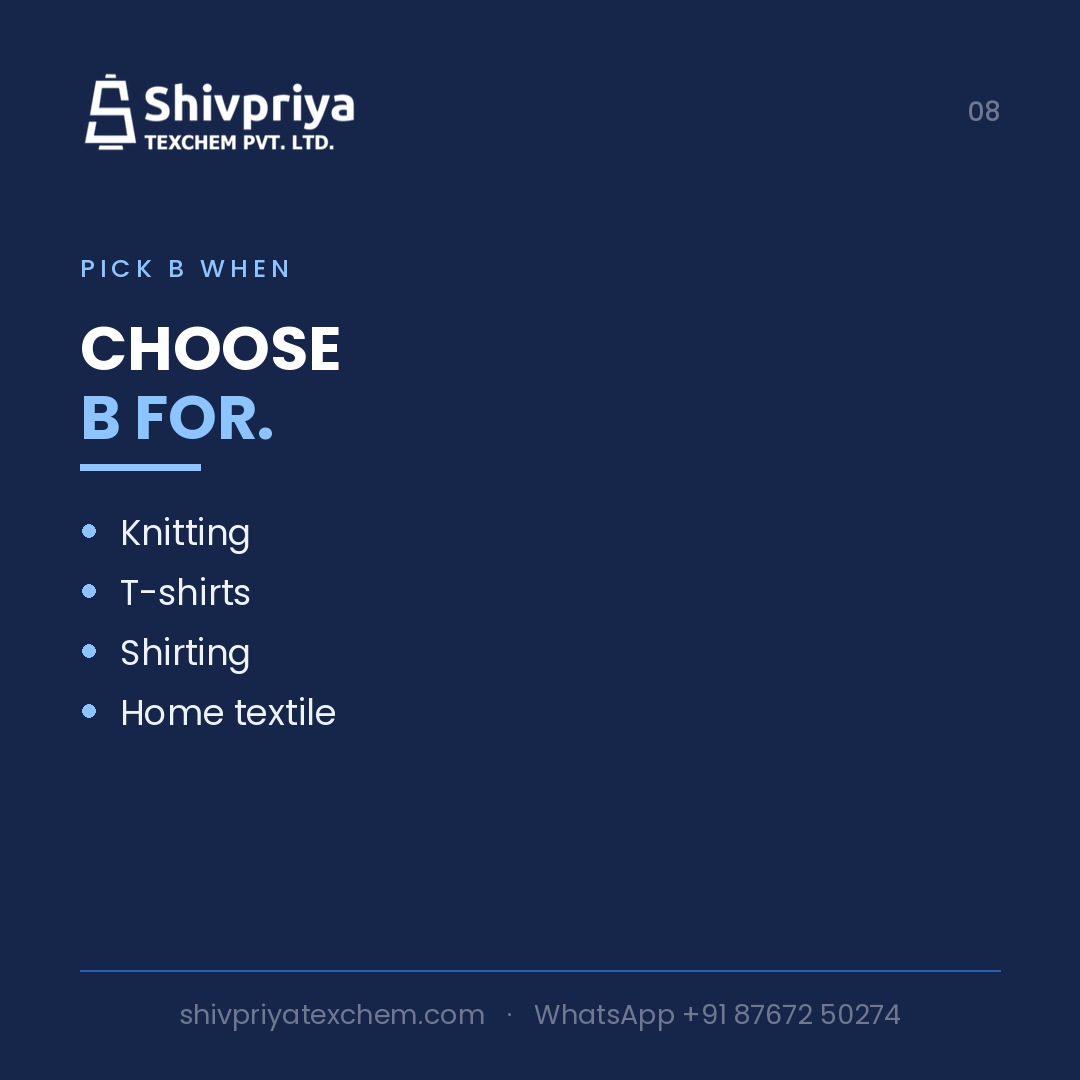 Shivpriya
TEXCHEM PVT. LTD.
08
PICK B WHEN
CHOOSE
B FOR.
• Knitting
• T-shirts
• Shirting
• Home textile
shivpriyatexchem.com · WhatsApp +91 87672 50274